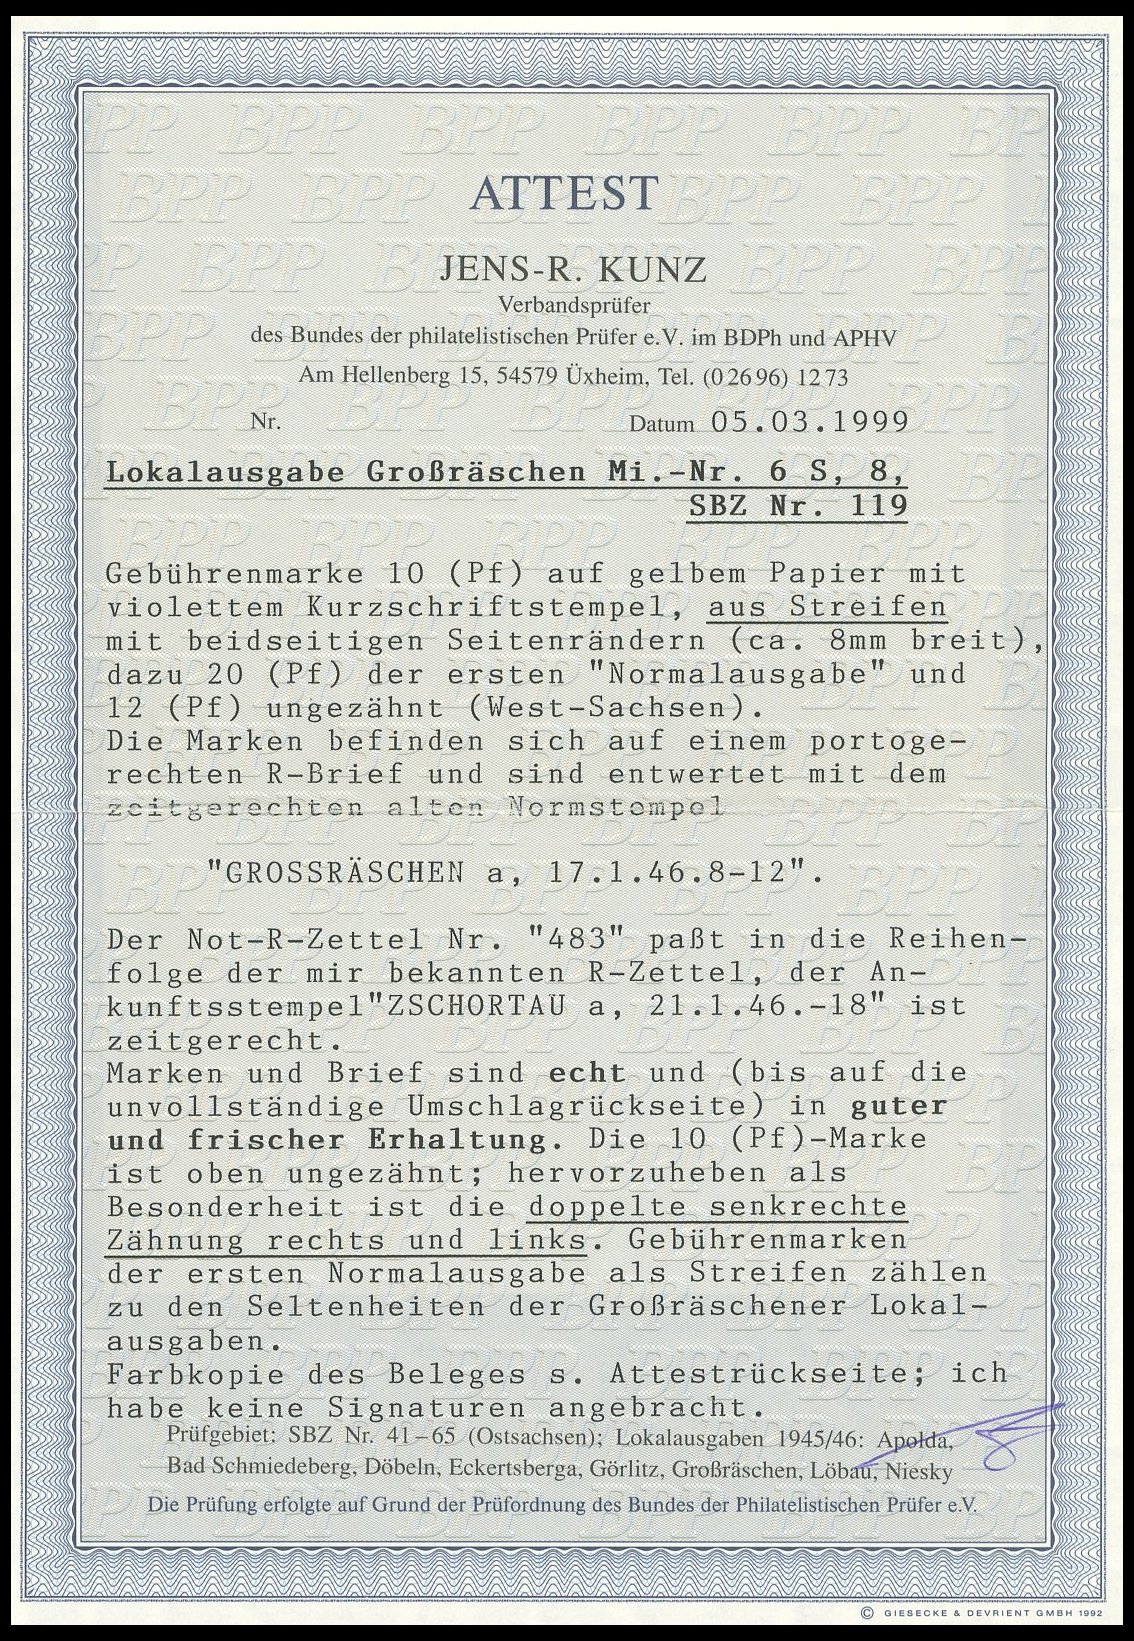 ATTEST
JENS-R. KUNZ
Verbandsprüfer
des Bundes der philatelistischen Prüfer e.V. im BDPh und APHV
Am Hellenberg 15, 54579 Üxheim, Tel. (0 26 96) 12 73
Nr. Datum 05.03.1999
Lokalausgabe Großräschen Mi.-Nr. 6 S, 8,
SBZ Nr. 119
Gebührenmarke 10 (Pf) auf gelbem Papier mit
violettem Kurzschriftstempel, aus Streifen
mit beidseitigen Seitenrändern (ca. 8mm breit),
dazu 20 (Pf) der ersten "Normalausgabe" und
12 (Pf) ungezähnt (West-Sachsen).
Die Marken befinden sich auf einem portoge-
rechten R-Brief und sind entwertet mit dem
zeitgerechten alten Normstempel
"GROSSRÄSCHEN a, 17.1.46.8-12".
Der Not-R-Zettel Nr. "483" paßt in die Reihen-
folge der mir bekannten R-Zettel, der An-
kunftsstempel"ZSCHORTAU a, 21.1.46.-18" ist
zeitgerecht.
Marken und Brief sind echt und (bis auf die
unvollständige Umschlagrückseite) in guter
und frischer Erhaltung. Die 10 (Pf)-Marke
ist oben ungezähnt; hervorzuheben als
Besonderheit ist die doppelte senkrechte
Zähnung rechts und links. Gebührenmarken
der ersten Normalausgabe als Streifen zählen
zu den Seltenheiten der Großräschener Lokal-
ausgaben.
Farbkopie des Beleges s. Attestrückseite; ich
habe keine Signaturen angebracht.
Prüfgebiet: SBZ Nr. 41–65 (Ostsachsen); Lokalausgaben 1945/46: Apolda,
Bad Schmiedeberg, Döbeln, Eckertsberga, Görlitz, Großräschen, Löbau, Niesky
Die Prüfung erfolgte auf Grund der Prüfordnung des Bundes der Philatelistischen Prüfer e.V.
© GIESECKE & DEVRIENT GMBH 1992